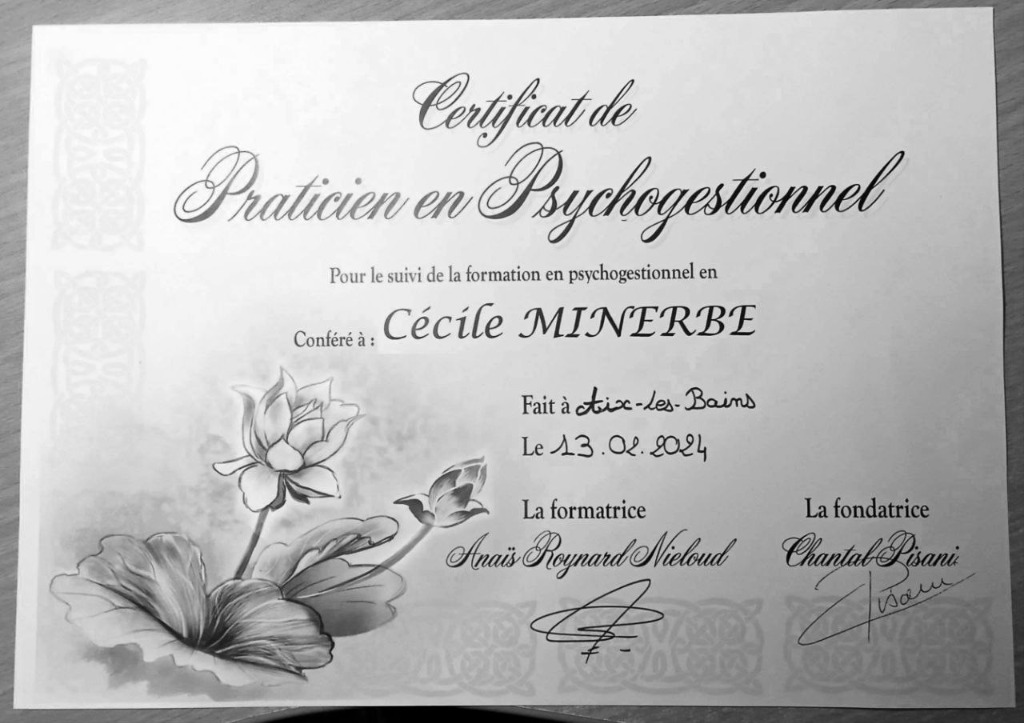 Certificat de
Praticien en Psychogestionnel
Pour le suivi de la formation en psychogestionnel en
Conféré à : Cécile MINERBE
Fait à Aix-Les-Bains
Le 13.02.2024
La formatrice
La fondatrice
Anaïs Roynard Nieloud
Chantal Pisani
Pisani